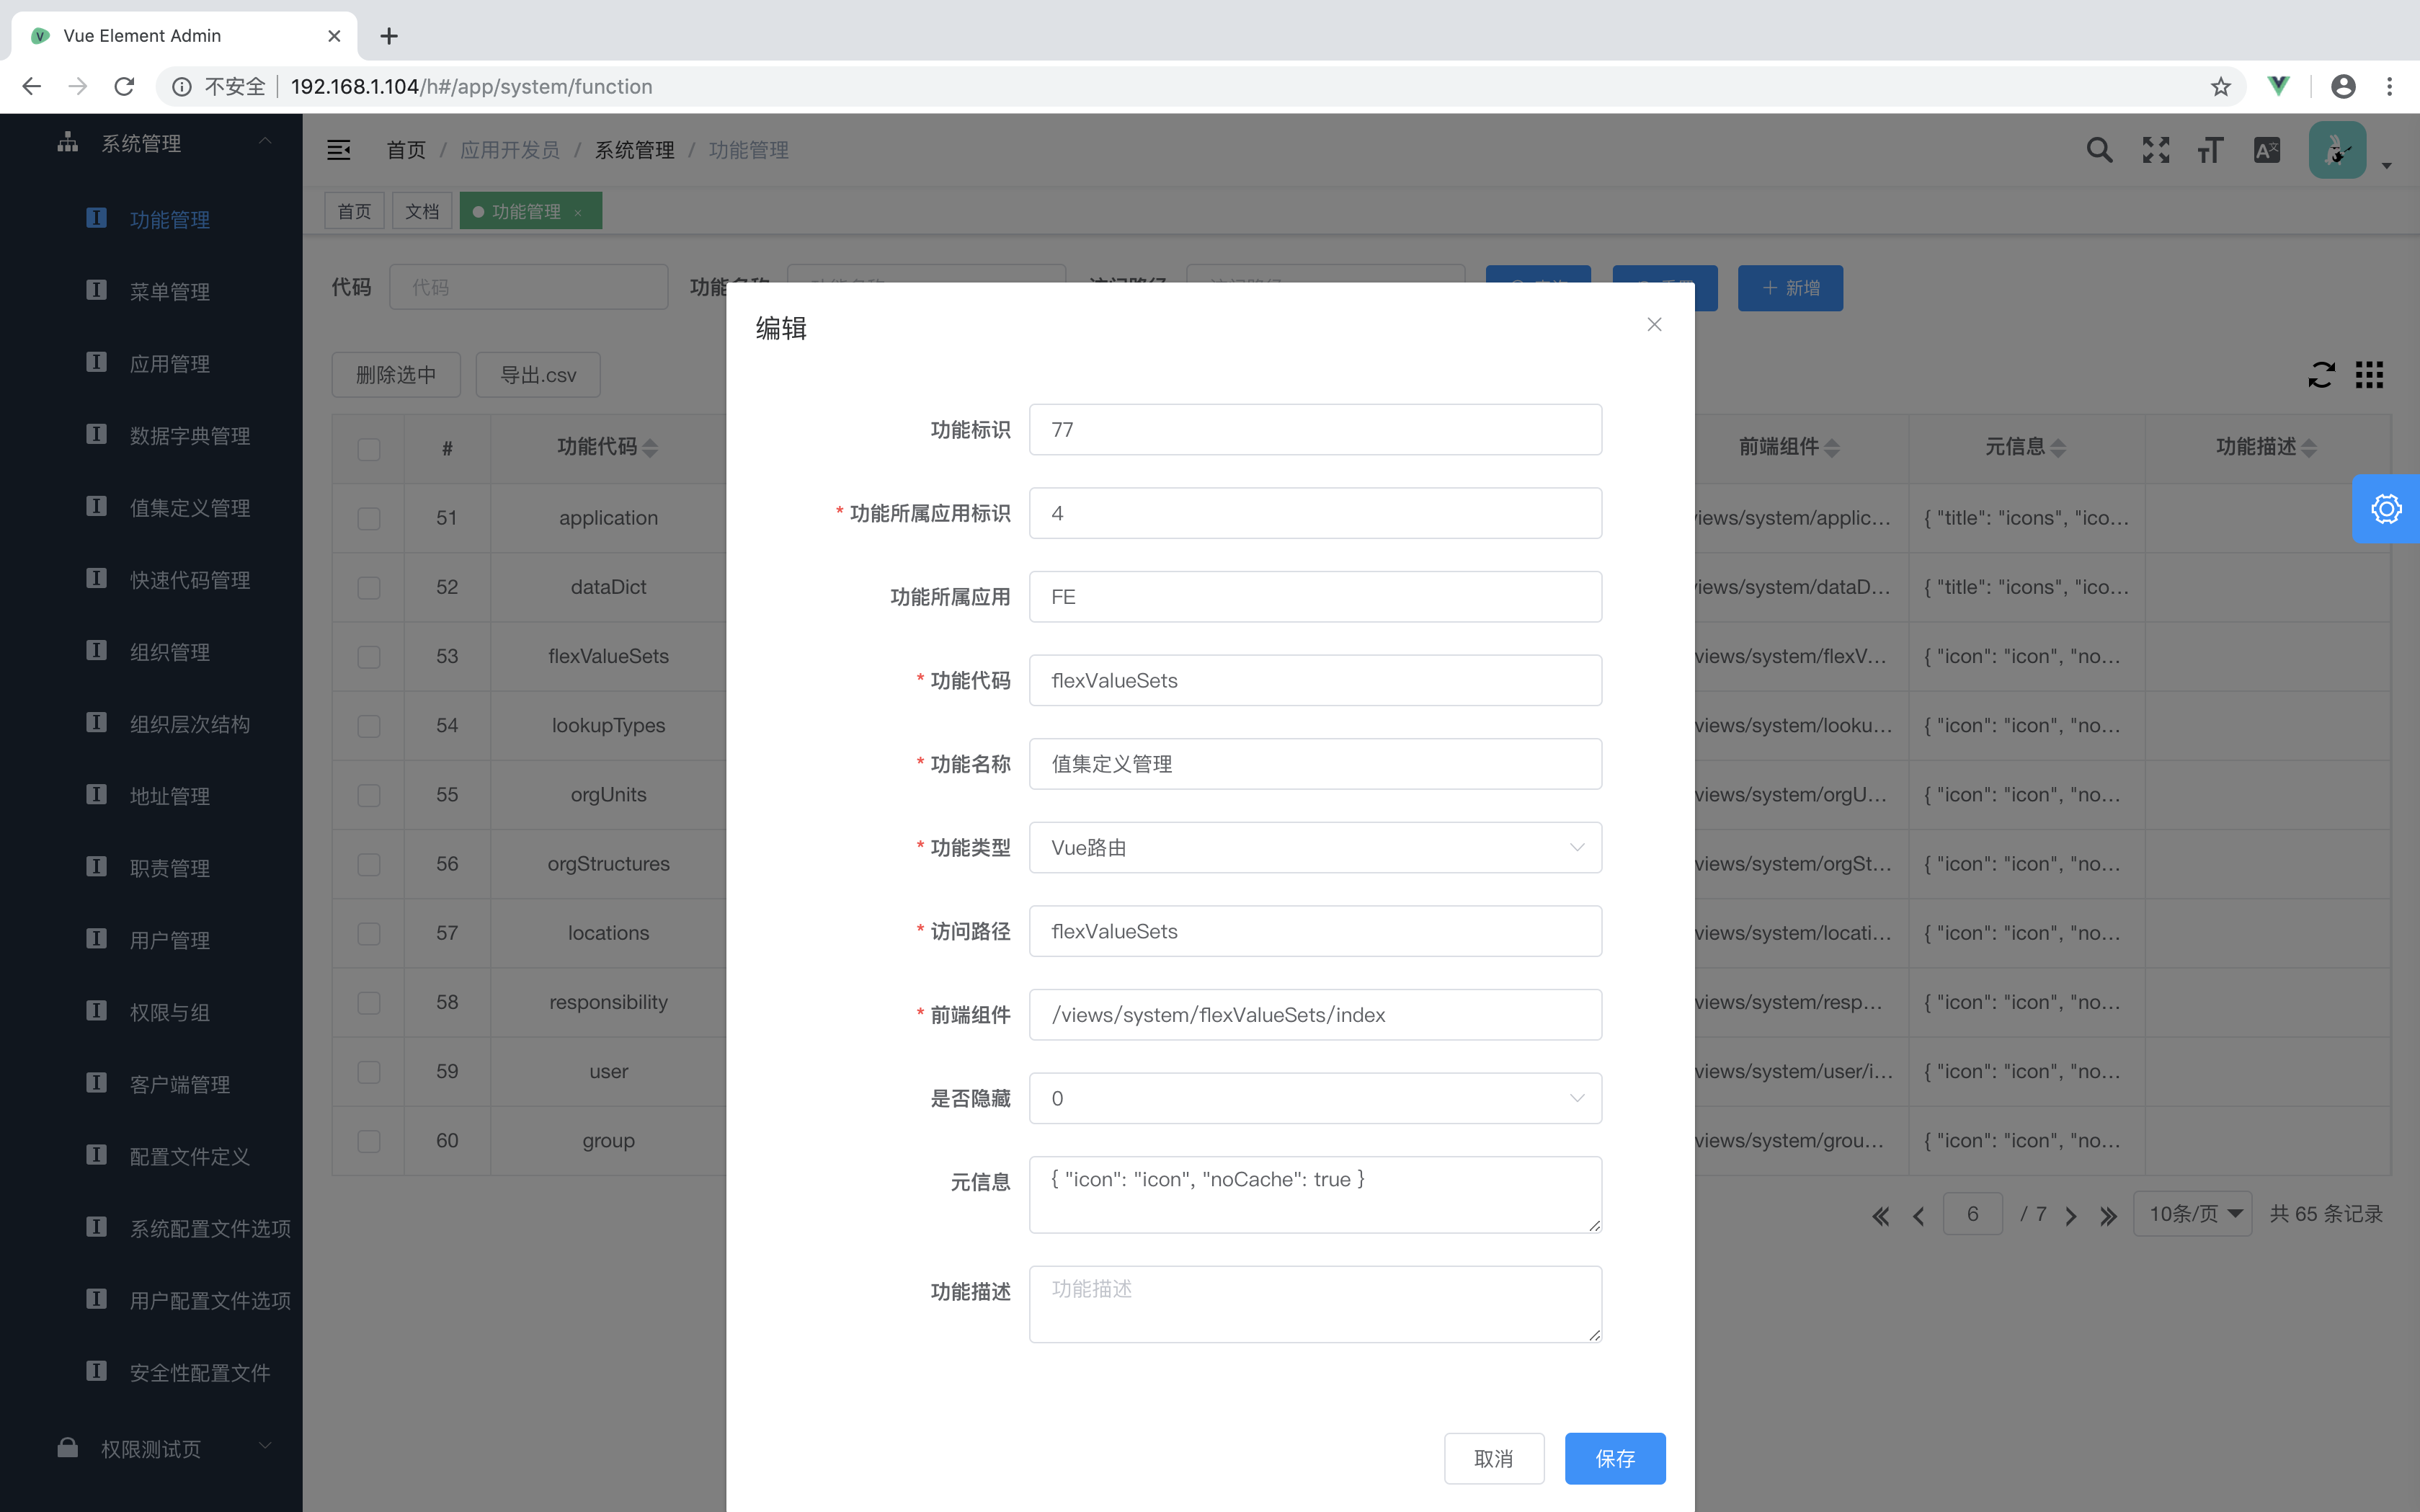 Vue Element Admin
不安全 192.168.1.104/h#/app/system/function
系统管理
功能管理
菜单管理
应用管理
数据字典管理
值集定义管理
快速代码管理
组织管理
组织层次结构
地址管理
职责管理
用户管理
权限与组
客户端管理
配置文件定义
系统配置文件选项
用户配置文件选项
安全性配置文件
权限测试页
首页 / 应用开发员 / 系统管理 / 功能管理
首页 文档 功能管理
代码 代码 新增
删除选中 导出.csv
# 功能代码 前端组件 元信息 功能描述
51 application iews/system/applic... { "title": "icons", "ico...
52 dataDict iews/system/dataD... { "title": "icons", "ico...
53 flexValueSets views/system/flexV... { "icon": "icon", "no...
54 lookupTypes views/system/looku... { "icon": "icon", "no...
55 orgUnits views/system/orgU... { "icon": "icon", "no...
56 orgStructures views/system/orgSt... { "icon": "icon", "no...
57 locations views/system/locati... { "icon": "icon", "no...
58 responsibility views/system/resp... { "icon": "icon", "no...
59 user views/system/user/i... { "icon": "icon", "no...
60 group views/system/grou... { "icon": "icon", "no...
6 / 7 10条/页 共 65 条记录
编辑
功能标识 77
* 功能所属应用标识 4
功能所属应用 FE
* 功能代码 flexValueSets
* 功能名称 值集定义管理
* 功能类型 Vue路由
* 访问路径 flexValueSets
* 前端组件 /views/system/flexValueSets/index
是否隐藏 0
元信息 { "icon": "icon", "noCache": true }
功能描述 功能描述
取消 保存